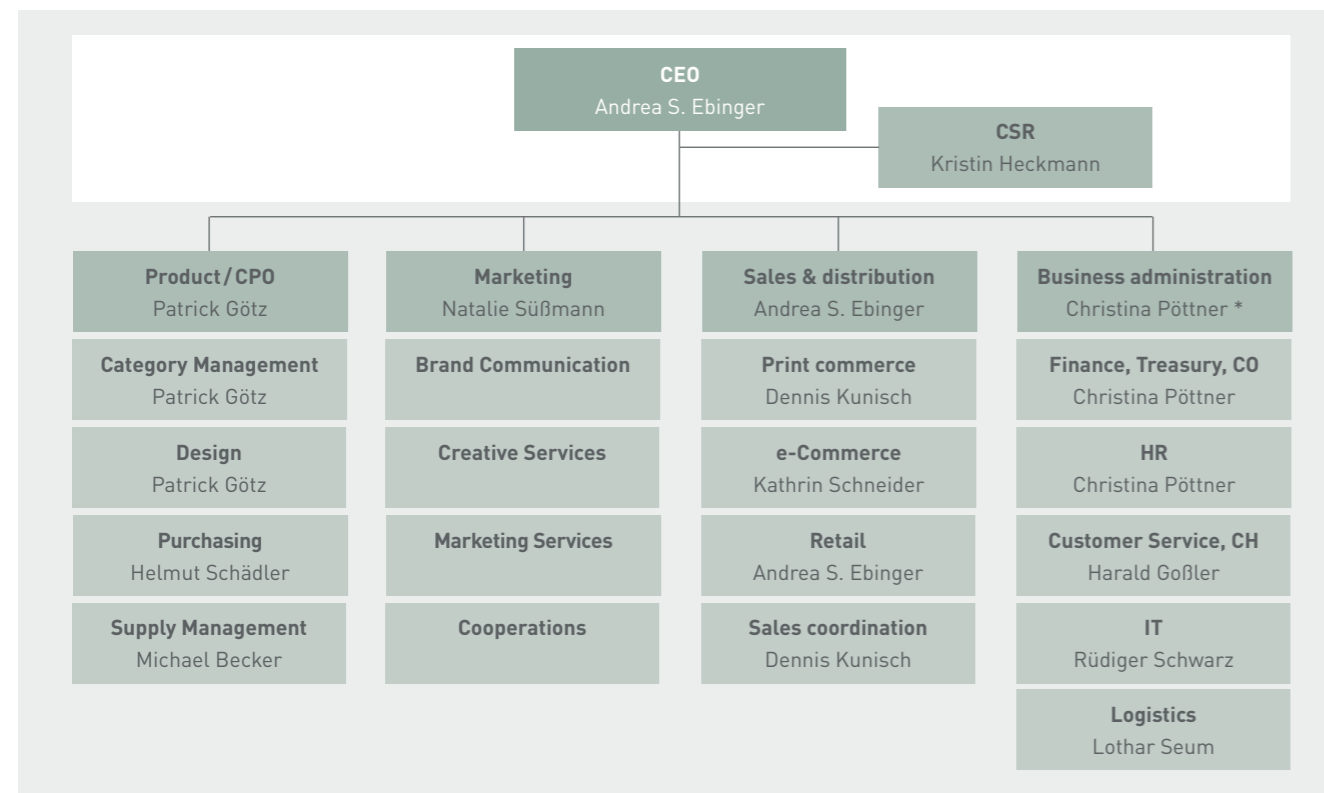 CEO
Andrea S. Ebinger
CSR
Kristin Heckmann
Product/CPO
Patrick Götz
Category Management
Patrick Götz
Design
Patrick Götz
Purchasing
Helmut Schädler
Supply Management
Michael Becker
Marketing
Natalie Süßmann
Brand Communication
Creative Services
Marketing Services
Cooperations
Sales & distribution
Andrea S. Ebinger
Print commerce
Dennis Kunisch
e-Commerce
Kathrin Schneider
Retail
Andrea S. Ebinger
Sales coordination
Dennis Kunisch
Business administration
Christina Pöttner *
Finance, Treasury, CO
Christina Pöttner
HR
Christina Pöttner
Customer Service, CH
Harald Goßler
IT
Rüdiger Schwarz
Logistics
Lothar Seum